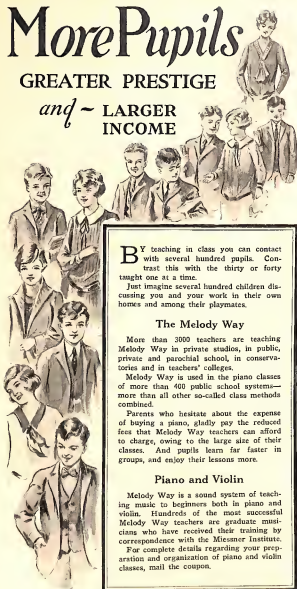 More Pupils
GREATER PRESTIGE
and ~ LARGER
INCOME
BY teaching in class you can contact
with several hundred pupils. Con-
trast this with the thirty or forty
taught one at a time.
Just imagine several hundred children dis-
cussing you and your work in their own
homes and among their playmates.
The Melody Way
More than 3000 teachers are teaching
Melody Way in private studios, in public,
private and parochial school, in conserva-
tories and in teachers' colleges.
Melody Way is used in the piano classes
of more than 400 public school systems—
more than all other so-called class methods
combined.
Parents who hesitate about the expense
of buying a piano, gladly pay the reduced
fees that Melody Way teachers can afford
to charge, owing to the large size of their
classes. And pupils learn far faster in
groups, and enjoy their lessons more.
Piano and Violin
Melody Way is a sound system of teach-
ing music to beginners both in piano and
violin. Hundreds of the most successful
Melody Way teachers are graduate musi-
cians who have received their training by
correspondence with the Miessner Institute.
For complete details regarding your prep-
aration and organization of piano and violin
classes, mail the coupon.